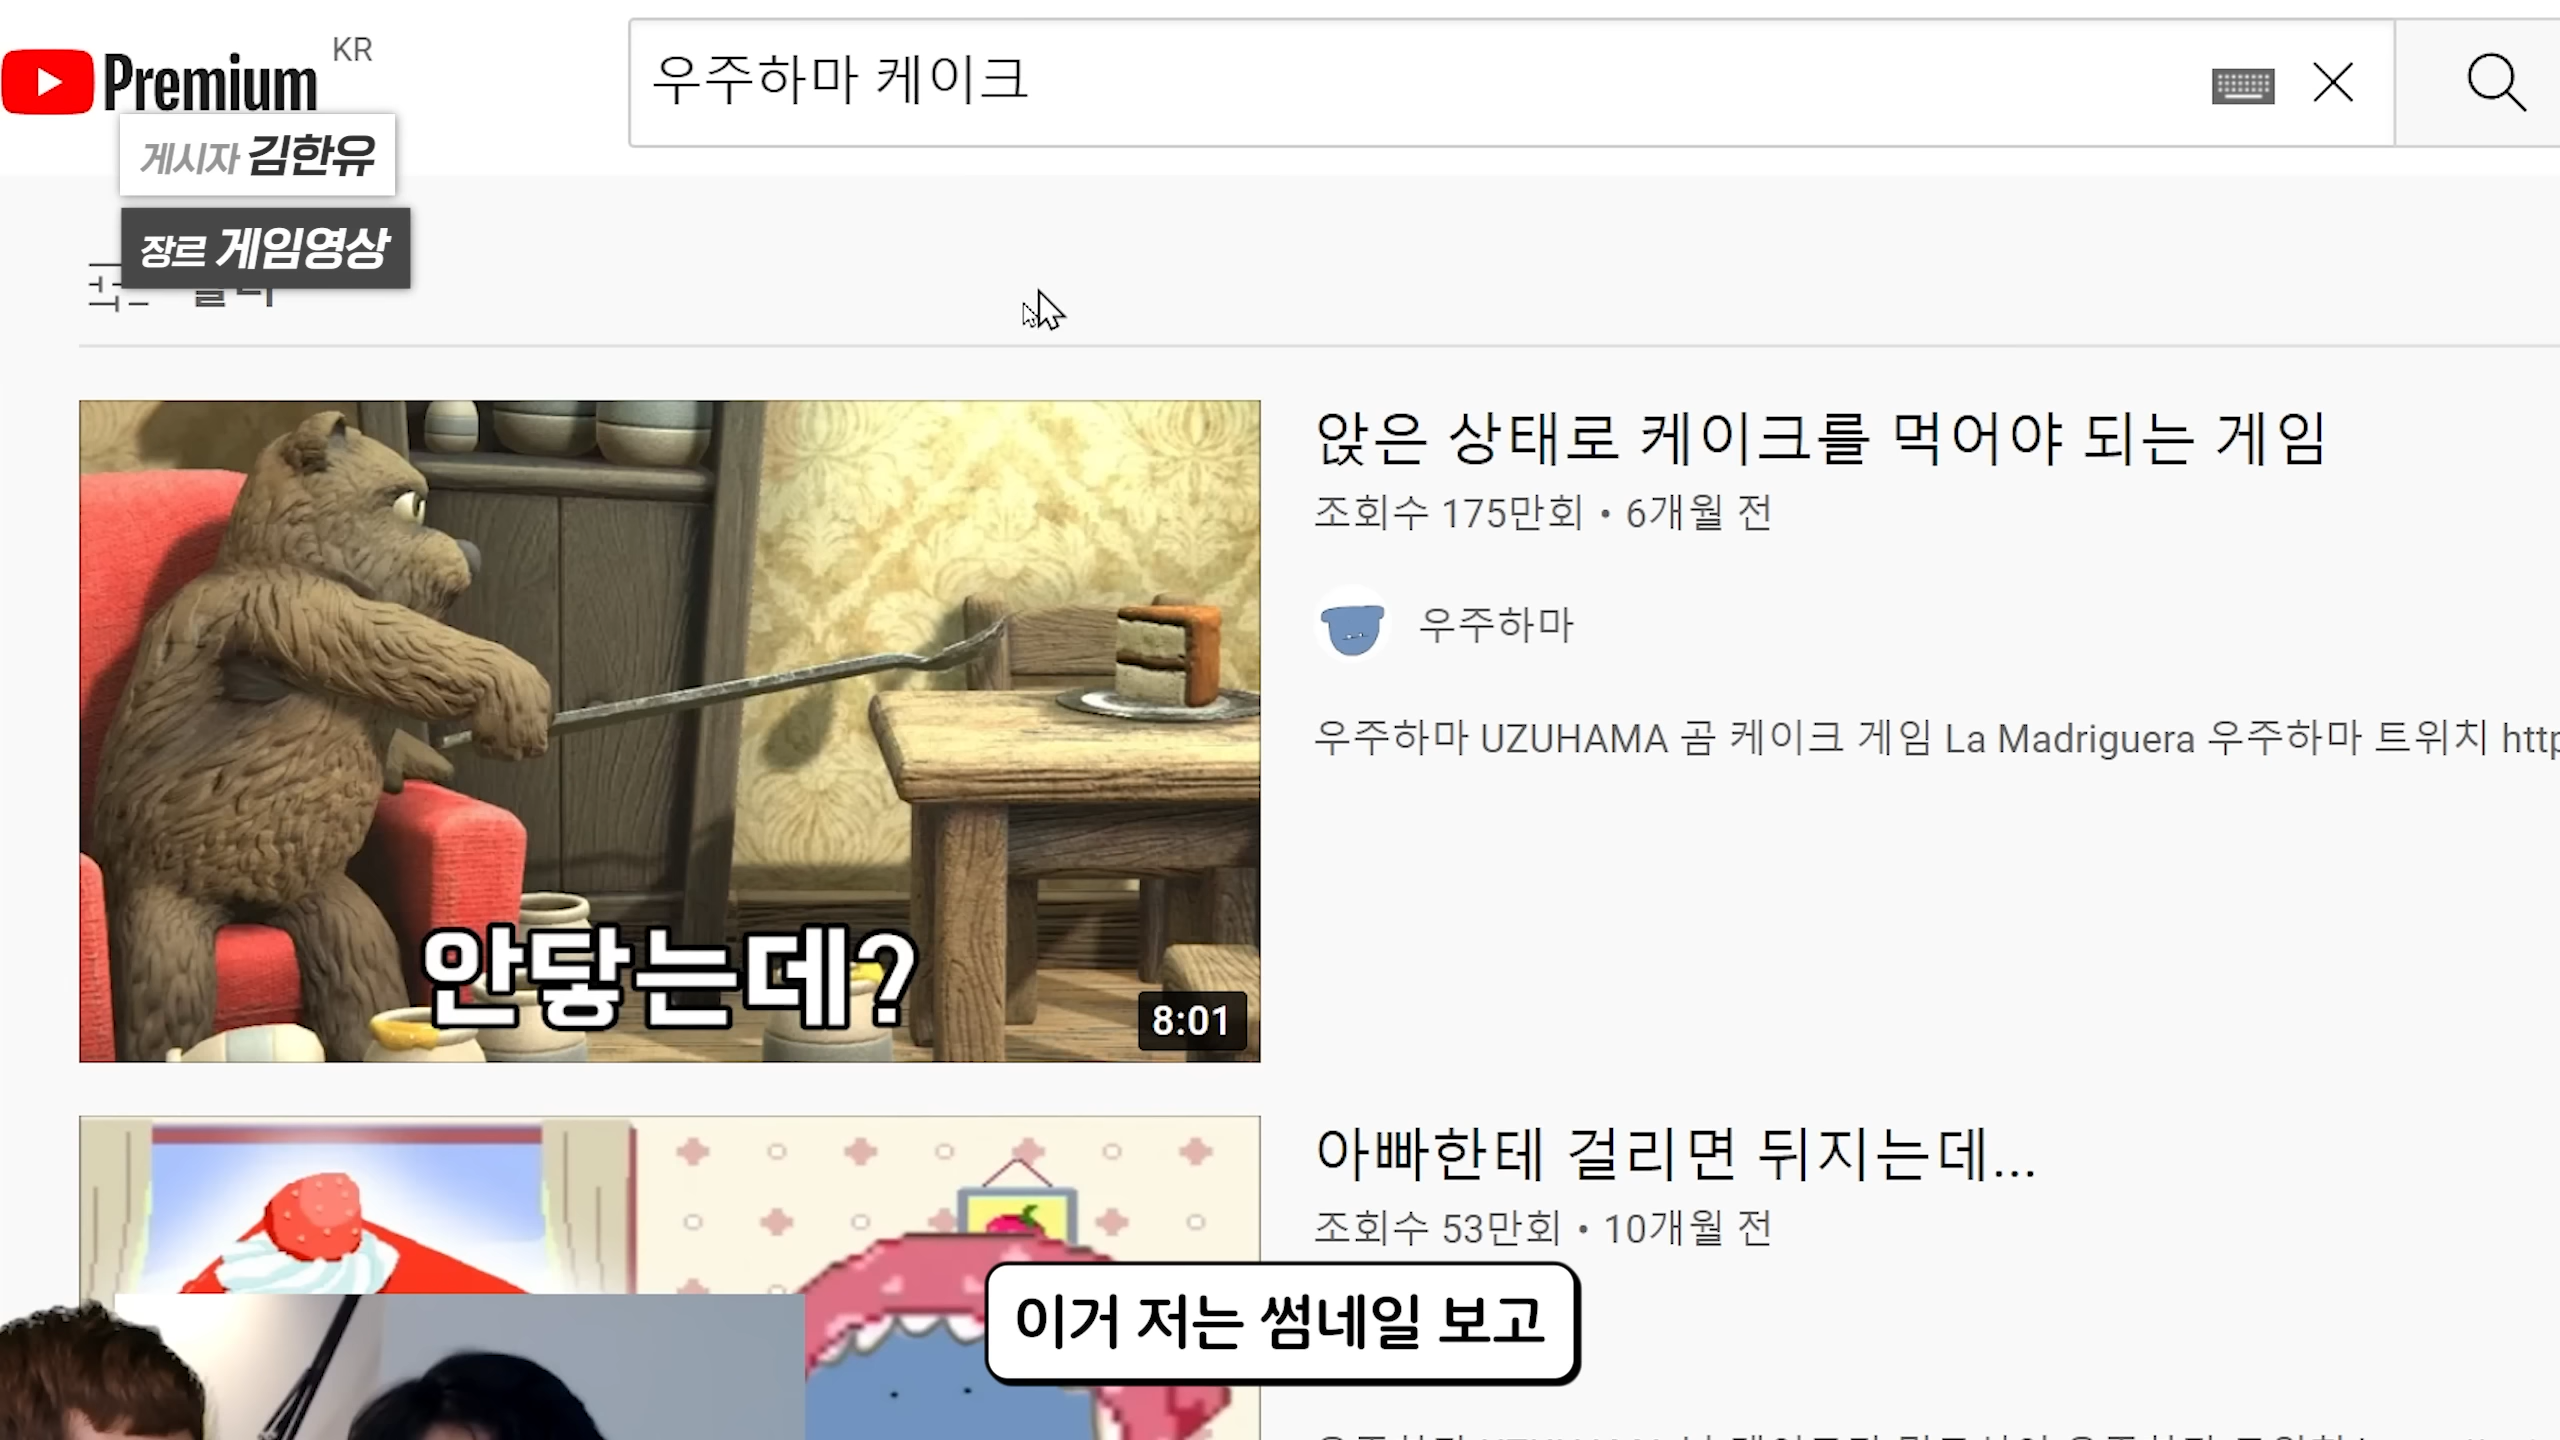 Premium KR
우주하마 케이크
게시자 김한유
장르 게임영상
앉은 상태로 케이크를 먹어야 되는 게임
조회수 175만회 • 6개월 전
우주하마
우주하마 UZUHAMA 곰 케이크 게임 La Madriguera 우주하마 트위치 http
안닿는데?
8:01
아빠한테 걸리면 뒤지는데...
조회수 53만회 • 10개월 전
이거 저는 썸네일 보고